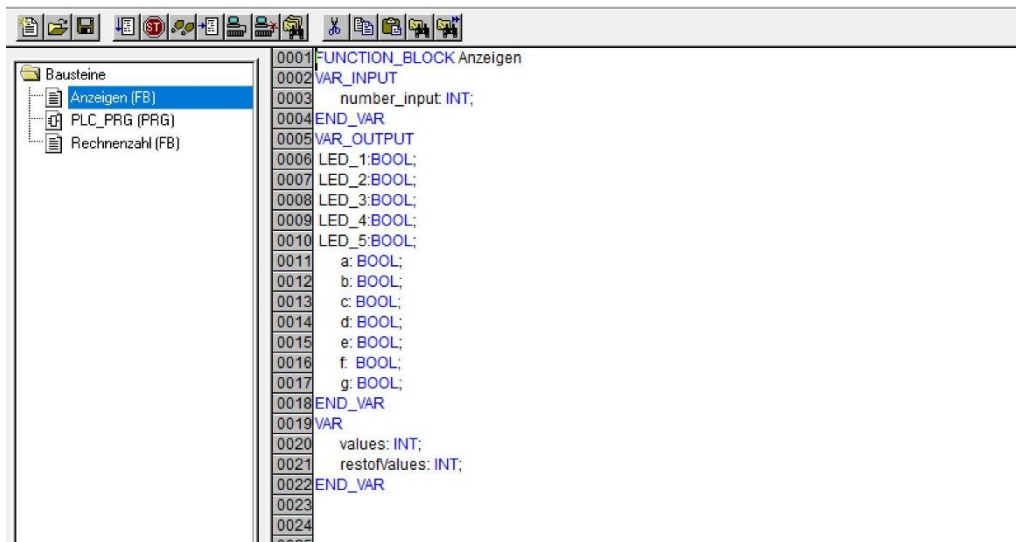 Bausteine
Anzeigen (FB)
PLC_PRG (PRG)
Rechnenzahl (FB)
0001 FUNCTION_BLOCK Anzeigen
0002 VAR_INPUT
0003 number_input: INT;
0004 END_VAR
0005 VAR_OUTPUT
0006 LED_1:BOOL;
0007 LED_2:BOOL;
0008 LED_3:BOOL;
0009 LED_4:BOOL;
0010 LED_5:BOOL;
0011 a: BOOL;
0012 b: BOOL;
0013 c: BOOL;
0014 d: BOOL;
0015 e: BOOL;
0016 f: BOOL;
0017 g: BOOL;
0018 END_VAR
0019 VAR
0020 values: INT;
0021 restofValues: INT;
0022 END_VAR
0023
0024